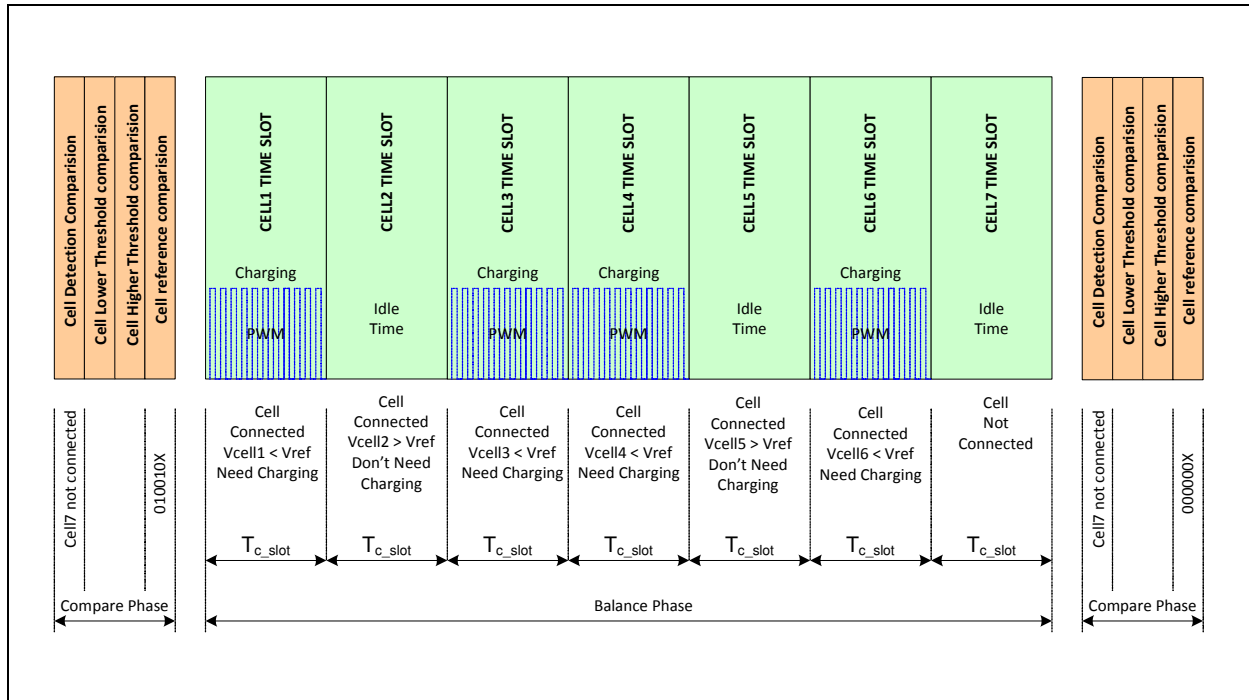 Cell Detection Comparision
Cell Lower Threshold comparision
Cell Higher Threshold comparision
Cell reference comparision
CELL1 TIME SLOT
CELL2 TIME SLOT
CELL3 TIME SLOT
CELL4 TIME SLOT
CELL5 TIME SLOT
CELL6 TIME SLOT
CELL7 TIME SLOT
Cell Detection Comparision
Cell Lower Threshold comparision
Cell Higher Threshold comparision
Cell reference comparision
Charging
PWM
Idle
Time
Charging
PWM
Charging
PWM
Idle
Time
Charging
PWM
Idle
Time
Cell7 not connected
010010X
Cell
Connected
Vcell1 < Vref
Need Charging
Cell
Connected
Vcell2 > Vref
Don't Need
Charging
Cell
Connected
Vcell3 < Vref
Need Charging
Cell
Connected
Vcell4 < Vref
Need Charging
Cell
Connected
Vcell5 > Vref
Don't Need
Charging
Cell
Connected
Vcell6 < Vref
Need Charging
Cell
Not
Connected
Cell7 not connected
000000X
Tc_slot
Tc_slot
Tc_slot
Tc_slot
Tc_slot
Tc_slot
Tc_slot
Compare Phase
Balance Phase
Compare Phase